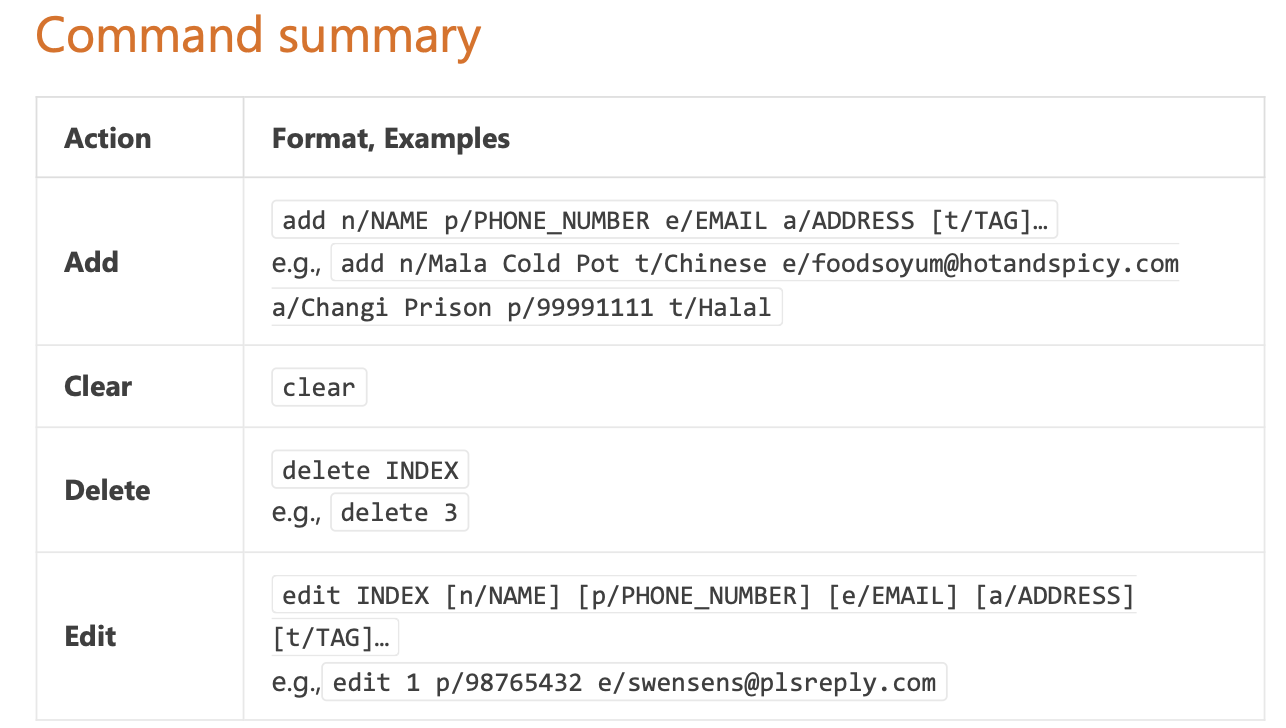 Command summary
Action
Format, Examples
Add
add n/NAME p/PHONE_NUMBER e/EMAIL a/ADDRESS [t/TAG]…
e.g., add n/Mala Cold Pot t/Chinese e/foodsoyum@hotandspicy.com
a/Changi Prison p/99991111 t/Halal
Clear
clear
Delete
delete INDEX
e.g., delete 3
Edit
edit INDEX [n/NAME] [p/PHONE_NUMBER] [e/EMAIL] [a/ADDRESS]
[t/TAG]…
e.g., edit 1 p/98765432 e/swensens@plsreply.com